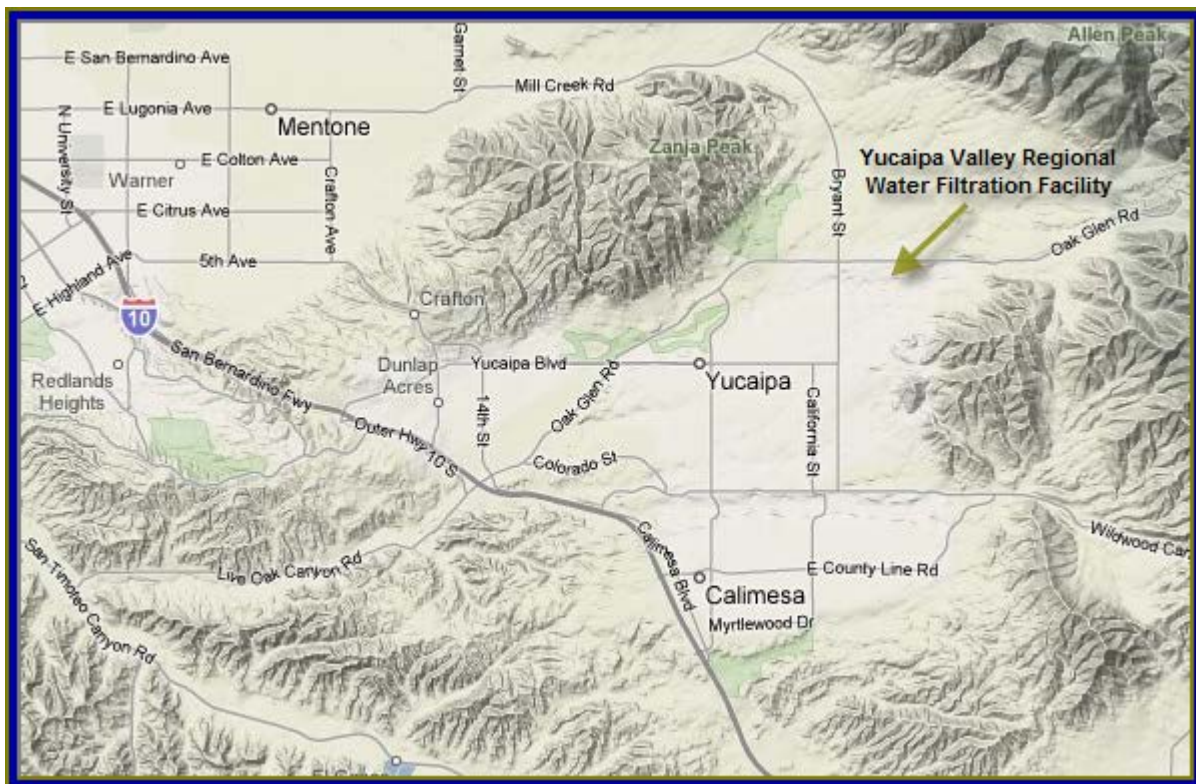 Allen Peak
E San Bernardino Ave
Garnet St
Mill Creek Rd
N University St
E Lugonia Ave
Mentone
Zanja Peak
E Colton Ave
Warner
Crafton Ave
Yucaipa Valley Regional
Water Filtration Facility
Bryant St
E Citrus Ave
Oak Glen Rd
5th Ave
E Highland Ave
Crafton
10
San Bernardino Fwy
Dunlap
Acres
Yucaipa Blvd
Redlands
Heights
Yucaipa
Oak Glen Rd
14th St
California St
Outer Hwy 10 S
Colorado St
Calimesa Blvd
Live Oak Canyon Rd
San Timoteo Canyon Rd
E County Line Rd
Calimesa
Myrtlewood Dr